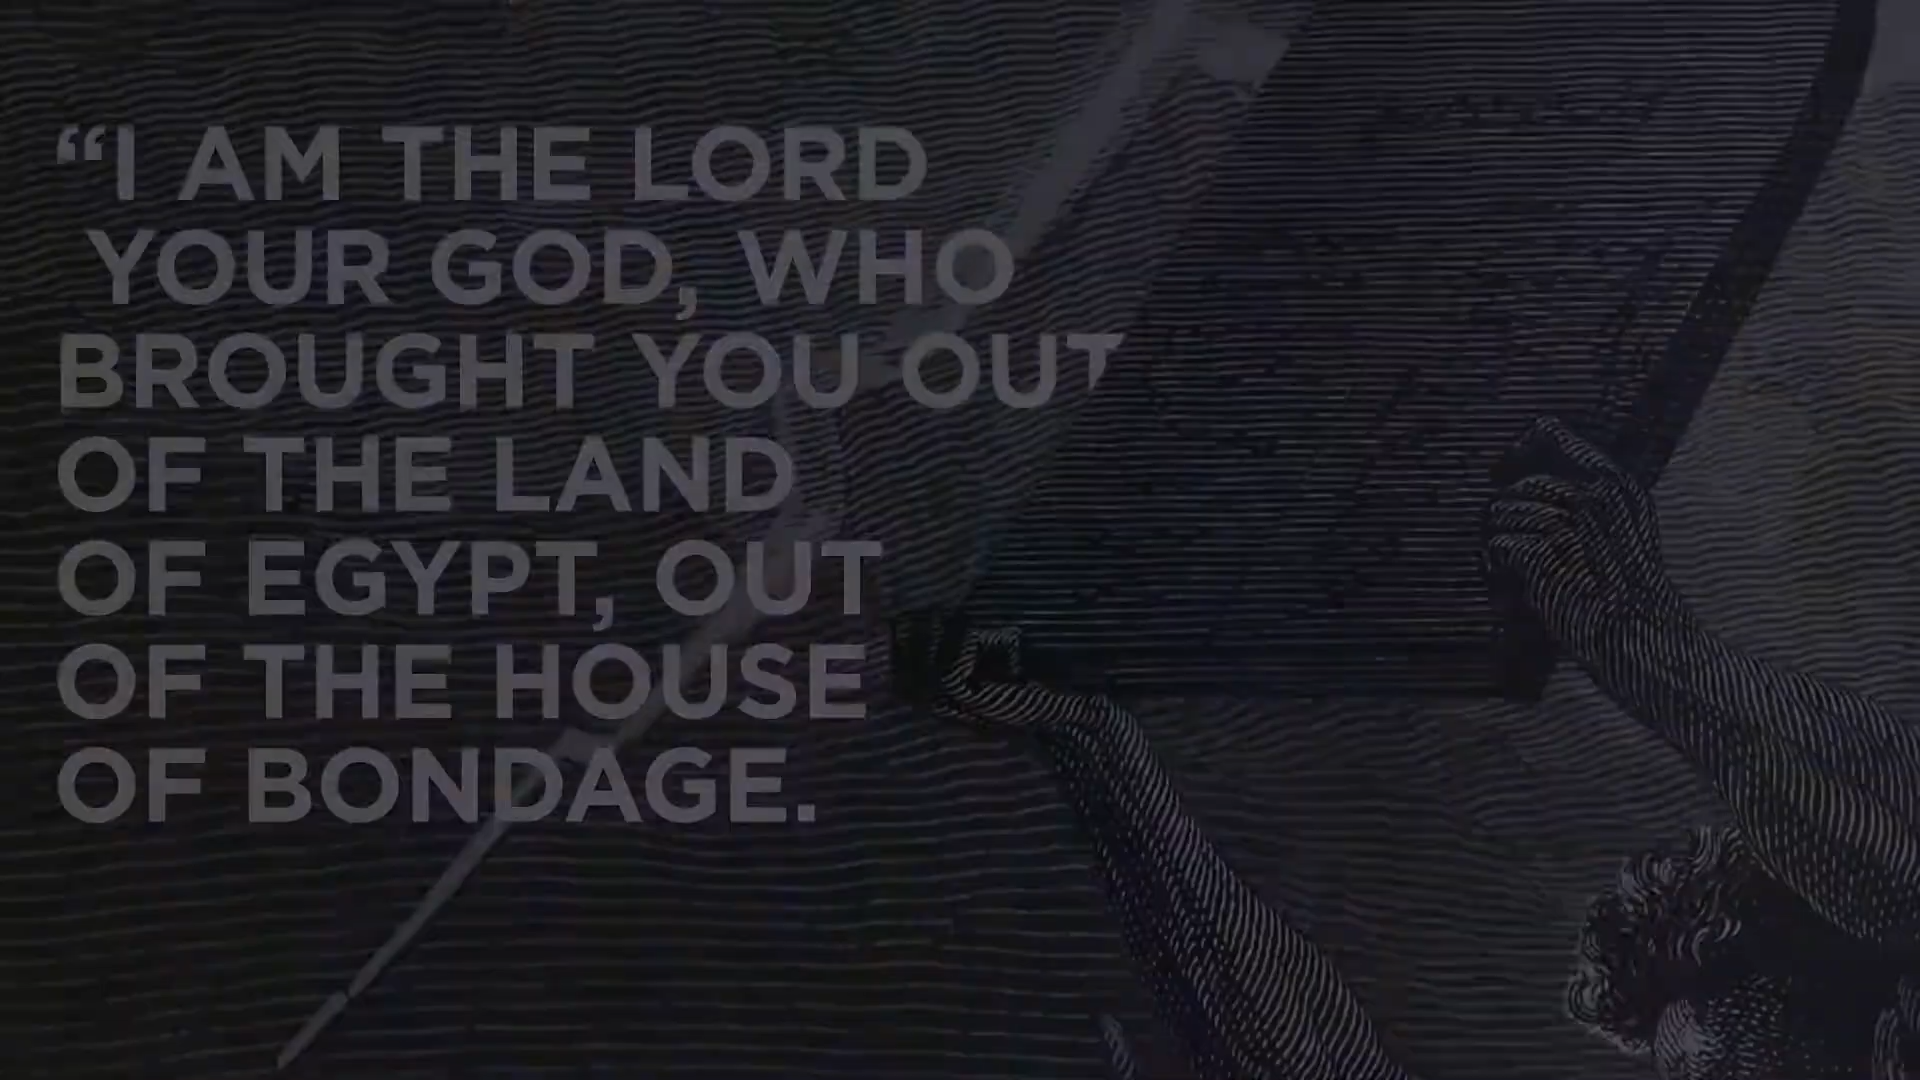 “I AM THE LORD
YOUR GOD, WHO
BROUGHT YOU OUT
OF THE LAND
OF EGYPT, OUT
OF THE HOUSE
OF BONDAGE.